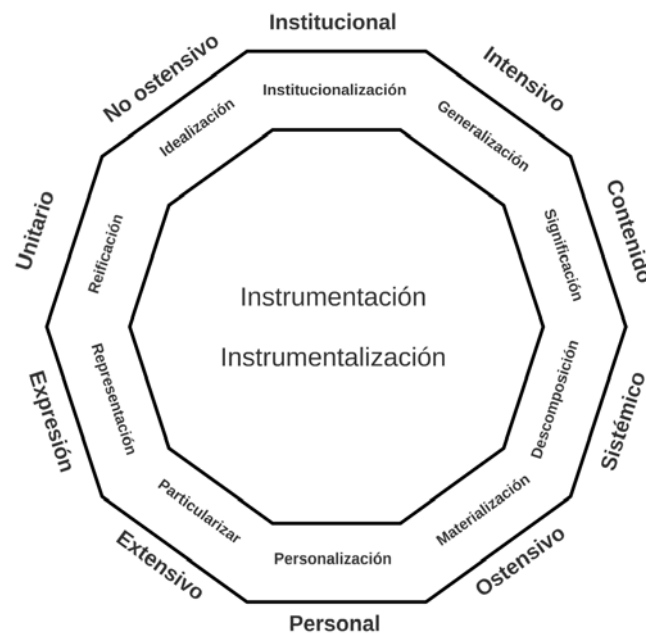 Institucional
No ostensivo
Intensivo
Institucionalización
Idealización
Generalización
Unitario
Contenido
Reificación
Significación
Instrumentación
Instrumentalización
Representación
Descomposición
Expresión
Sistémico
Particularizar
Materialización
Personalización
Extensivo
Ostensivo
Personal